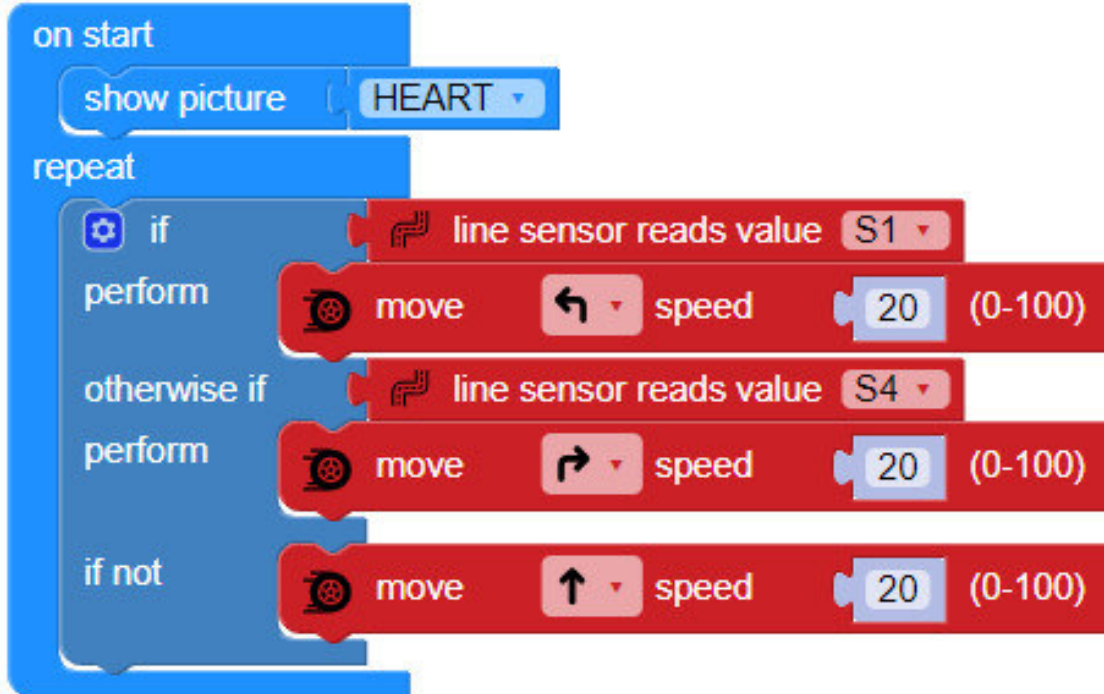 on start
show picture HEART
repeat
if line sensor reads value S1
perform move speed 20 (0-100)
otherwise if line sensor reads value S4
perform move speed 20 (0-100)
if not move speed 20 (0-100)